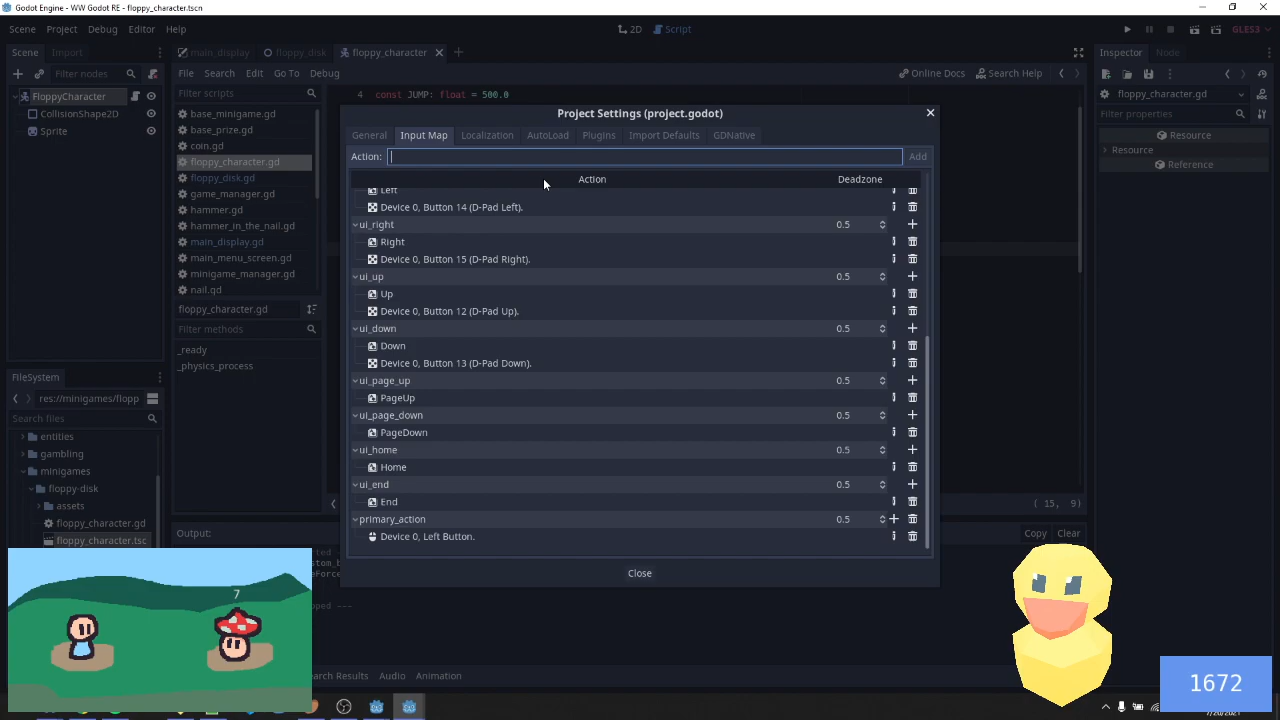 Godot Engine - WW Godot RE - floppy_character.tscn
Scene Project Debug Editor Help
2D Script
GLES3
Scene Import
main_display floppy_disk floppy_character
Inspector Node
Filter nodes
File Search Edit Go To Debug
Online Docs Search Help
FloppyCharacter
CollisionShape2D
Sprite
Filter scripts
base_minigame.gd
base_prize.gd
coin.gd
floppy_character.gd
floppy_disk.gd
game_manager.gd
hammer.gd
hammer_in_the_nail.gd
main_display.gd
main_menu_screen.gd
minigame_manager.gd
nail.gd
floppy_character.gd
Filter methods
_ready
_physics_process
4 const JUMP: float = 500.0
floppy_character.gd
Filter properties
Resource
Resource
Reference
Project Settings (project.godot)
General Input Map Localization AutoLoad Plugins Import Defaults GDNative
Action: Add
Action Deadzone
Left
Device 0, Button 14 (D-Pad Left).
ui_right 0.5
Right
Device 0, Button 15 (D-Pad Right).
ui_up 0.5
Up
Device 0, Button 12 (D-Pad Up).
ui_down 0.5
Down
Device 0, Button 13 (D-Pad Down).
ui_page_up 0.5
PageUp
ui_page_down 0.5
PageDown
ui_home 0.5
Home
ui_end 0.5
End
primary_action 0.5
Device 0, Left Button.
Close
( 15, 9)
FileSystem
res://minigames/flopp
Search files
entities
gambling
minigames
floppy-disk
assets
floppy_character.gd
floppy_character.tsc
Output:
Copy Clear
Search Results Audio Animation
7
1672